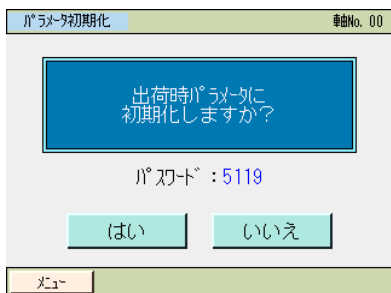 ﾊﾟﾗﾒｰﾀ初期化 軸No. 00
出荷時ﾊﾟﾗﾒｰﾀに
初期化しますか？
ﾊﾟｽﾜｰﾄﾞ：5119
はい いいえ
ﾒﾆｭｰ